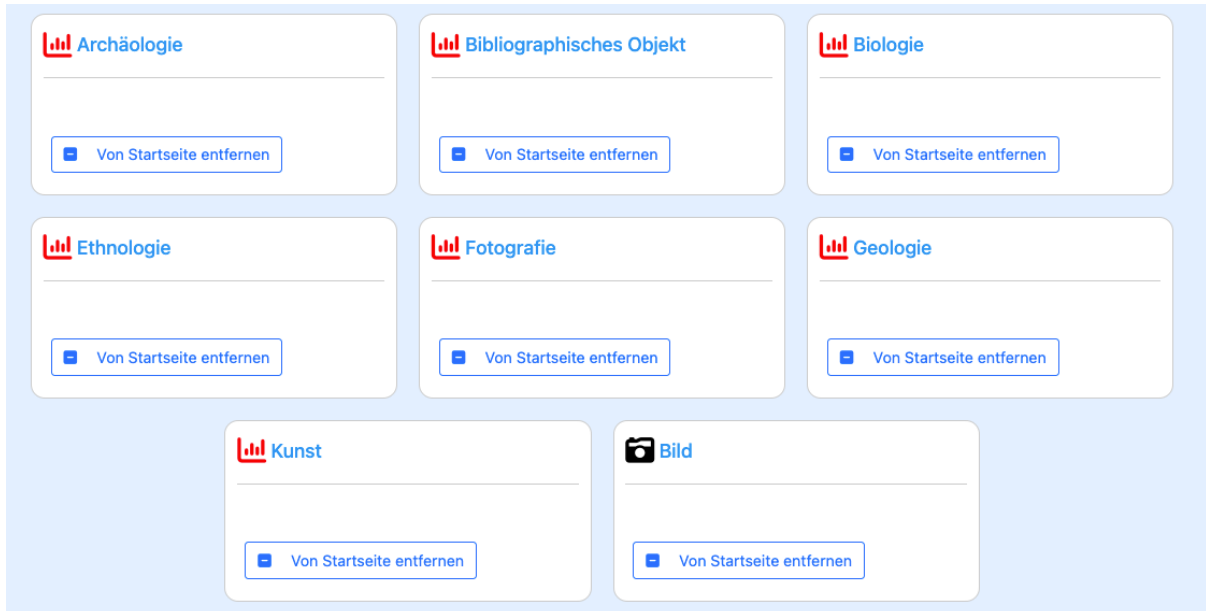 Archäologie
Bibliographisches Objekt
Biologie
Von Startseite entfernen
Von Startseite entfernen
Von Startseite entfernen
Ethnologie
Fotografie
Geologie
Von Startseite entfernen
Von Startseite entfernen
Von Startseite entfernen
Kunst
Bild
Von Startseite entfernen
Von Startseite entfernen